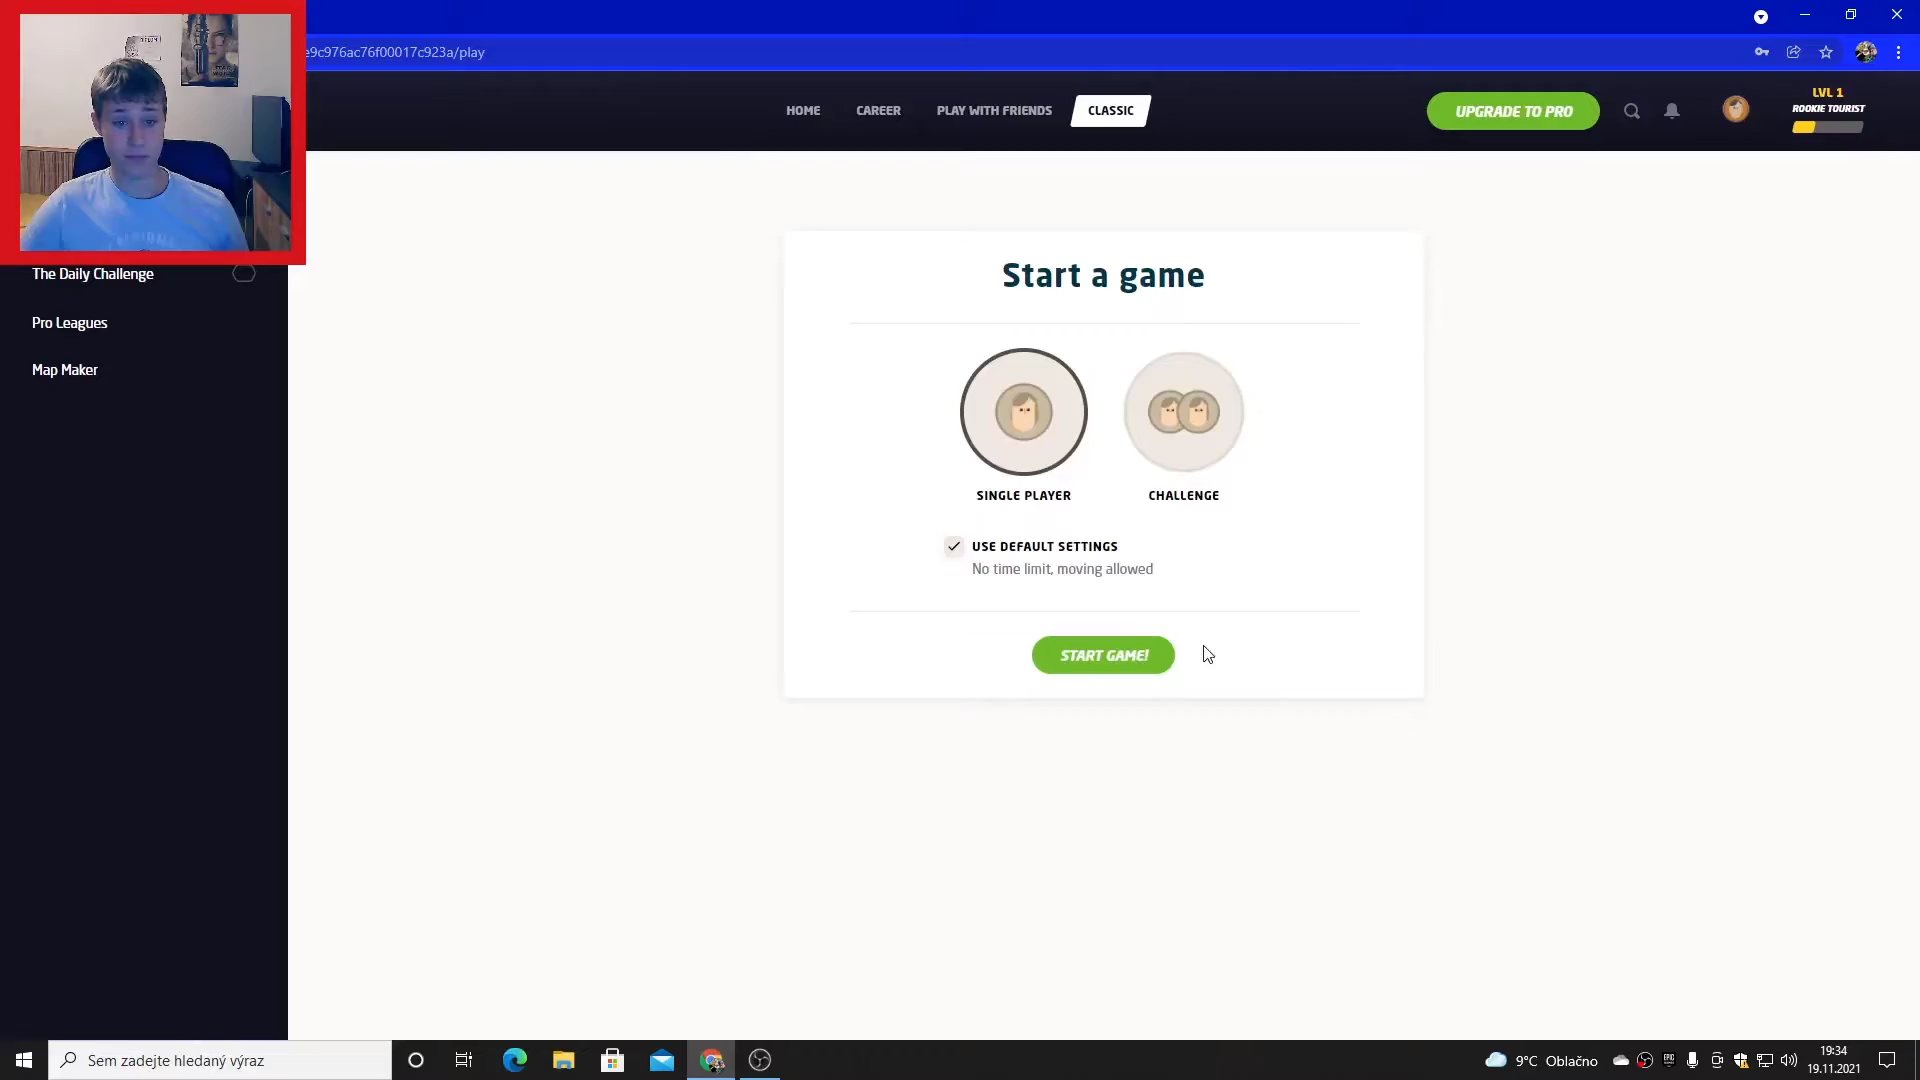 e9c976ac76f00017c923a/play
HOME
CAREER
PLAY WITH FRIENDS
CLASSIC
UPGRADE TO PRO
LVL 1
ROOKIE TOURIST
The Daily Challenge
Pro Leagues
Map Maker
Start a game
SINGLE PLAYER
CHALLENGE
USE DEFAULT SETTINGS
No time limit, moving allowed
START GAME!
Sem zadejte hledaný výraz
9°C Oblačno
EPIC
19:34
19.11.2021